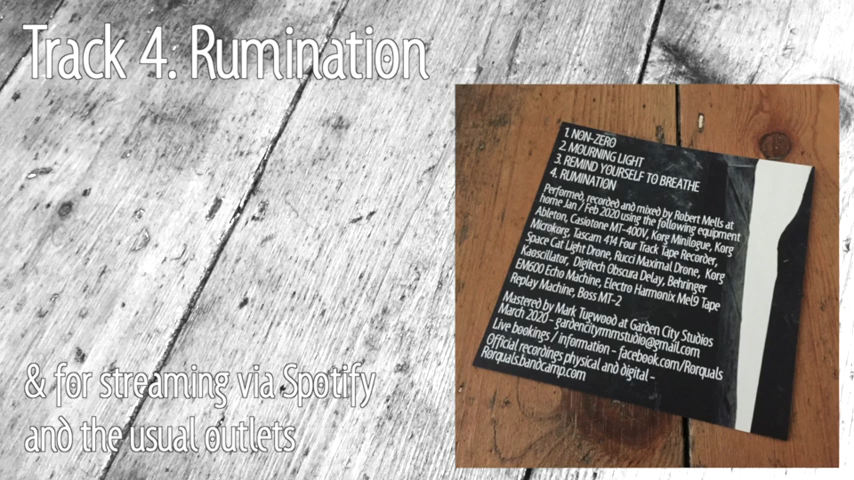 Track 4: Rumination
1. NON-ZERO
2. MOURNING LIGHT
3. REMIND YOURSELF TO BREATHE
4. RUMINATION
Performed, recorded and mixed by Robert Mells at
home Jan / Feb 2020 using the following equipment
Ableton, Casiotone MT-400V, Korg Minilogue, Korg
Microkorg, Tascam 414 Four Track Tape Recorder,
Space Cat Light Drone, Rucci Maximal Drone, Korg
Kaoscillator, Digitech Obscura Delay, Behringer
EM600 Echo Machine, Electro Harmonix Mel9 Tape
Replay Machine, Boss MT-2
Mastered by Mark Tugwood at Garden City Studios
March 2020 - gardencitymmstudio@gmail.com
Live bookings / information - facebook.com/Rorquals
Official recordings physical and digital -
Rorquals.bandcamp.com
& for streaming via Spotify
and the usual outlets